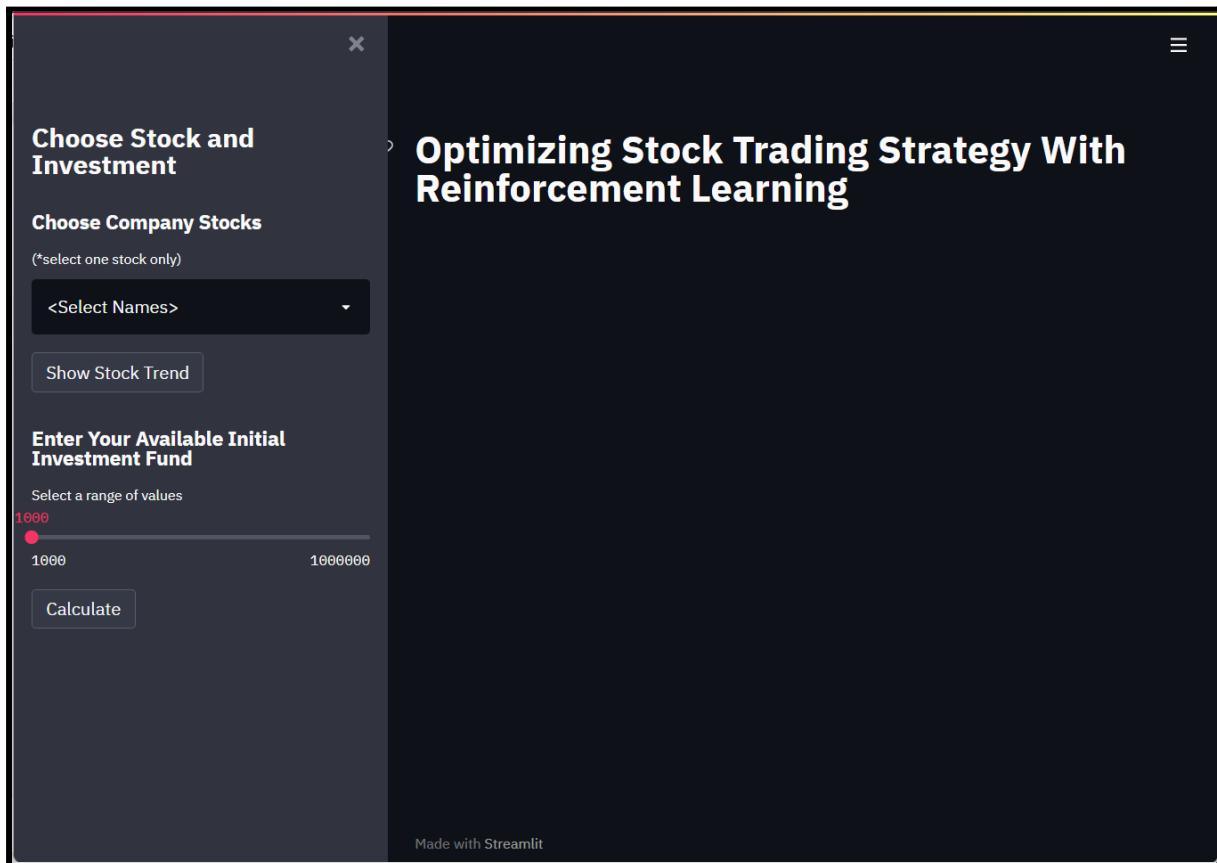 Choose Stock and
Investment
Choose Company Stocks
(*select one stock only)
<Select Names>
Show Stock Trend
Enter Your Available Initial
Investment Fund
Select a range of values
1000
1000 1000000
Calculate
Optimizing Stock Trading Strategy With
Reinforcement Learning
Made with Streamlit